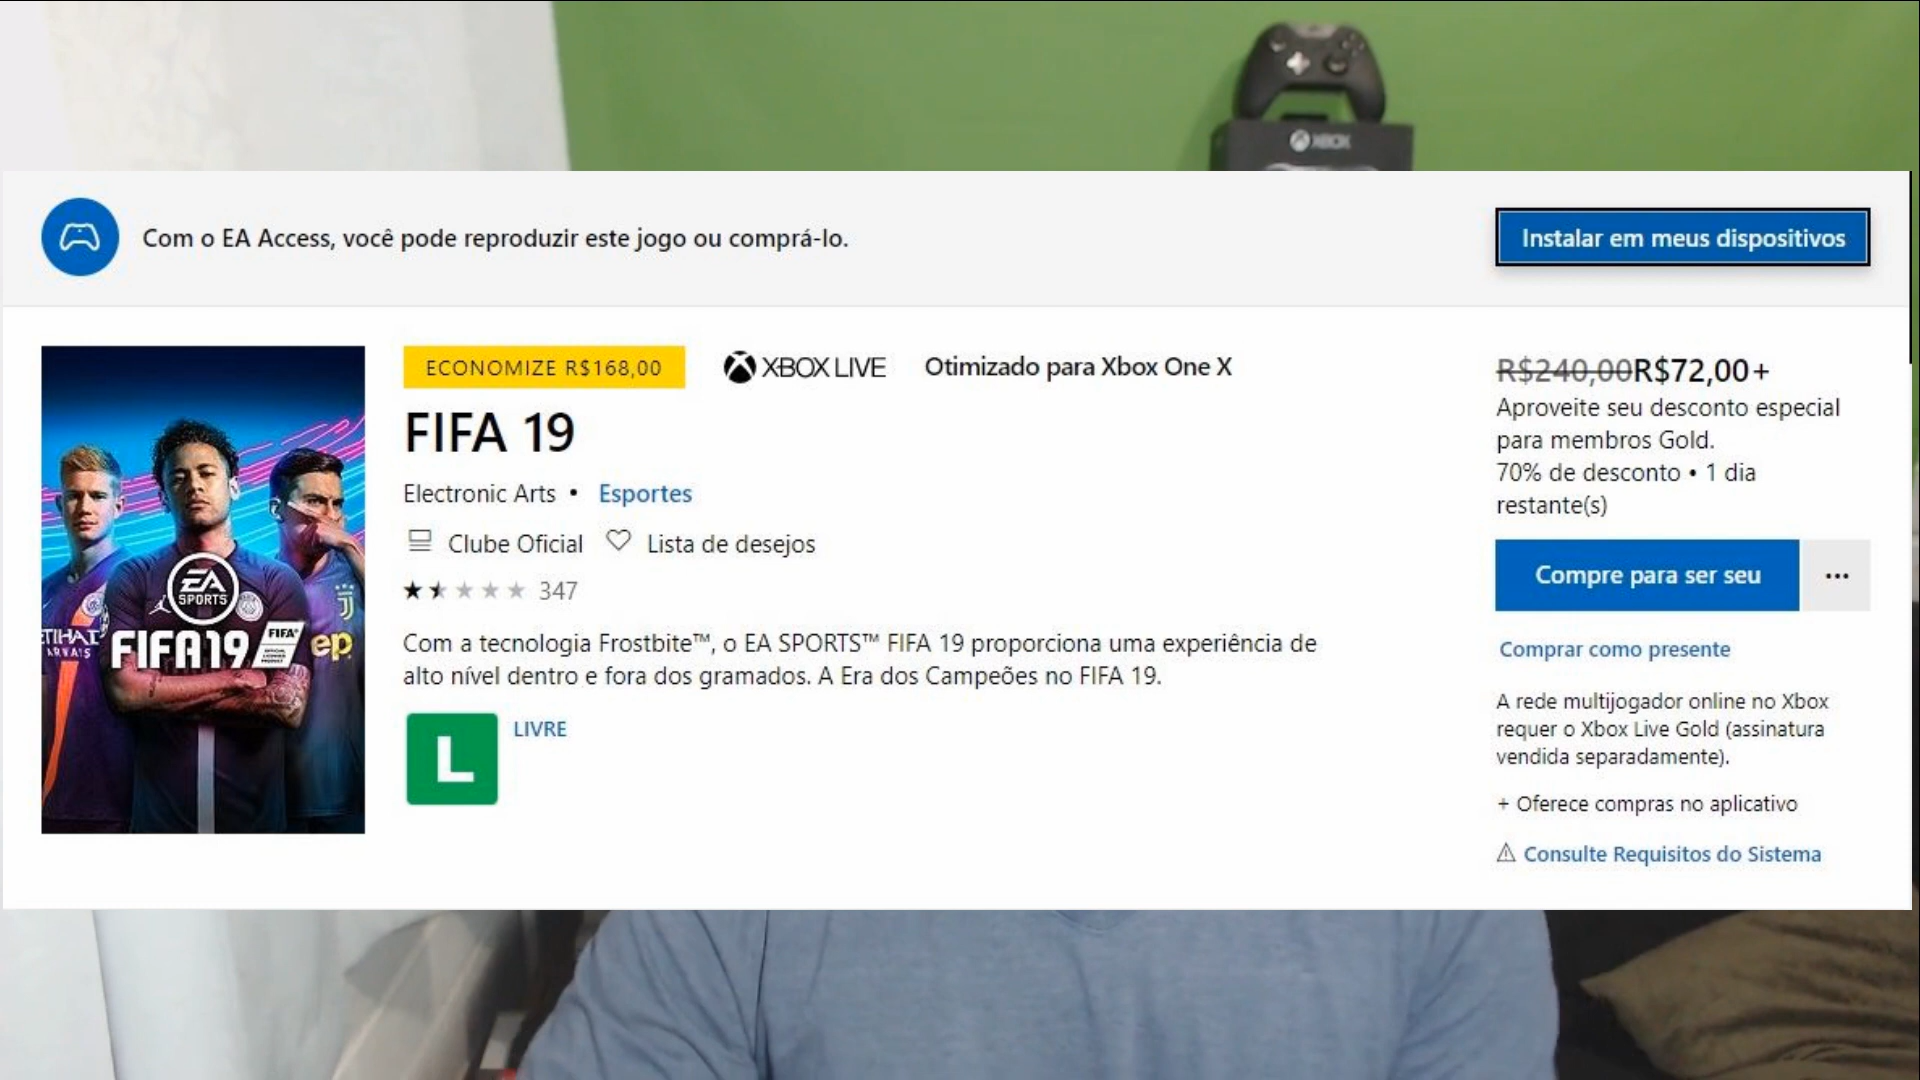 XBOX
Com o EA Access, você pode reproduzir este jogo ou comprá-lo.
Instalar em meus dispositivos
ECONOMIZE R$168,00
XBOX LIVE
Otimizado para Xbox One X
FIFA 19
Electronic Arts • Esportes
Clube Oficial
Lista de desejos
347
Com a tecnologia Frostbite™, o EA SPORTS™ FIFA 19 proporciona uma experiência de
alto nível dentro e fora dos gramados. A Era dos Campeões no FIFA 19.
L
LIVRE
EA
SPORTS
FIFA19
FIFA
ETIHAD
ep
R$240,00R$72,00+
Aproveite seu desconto especial
para membros Gold.
70% de desconto • 1 dia
restante(s)
Compre para ser seu
...
Comprar como presente
A rede multijogador online no Xbox
requer o Xbox Live Gold (assinatura
vendida separadamente).
+ Oferece compras no aplicativo
Consulte Requisitos do Sistema